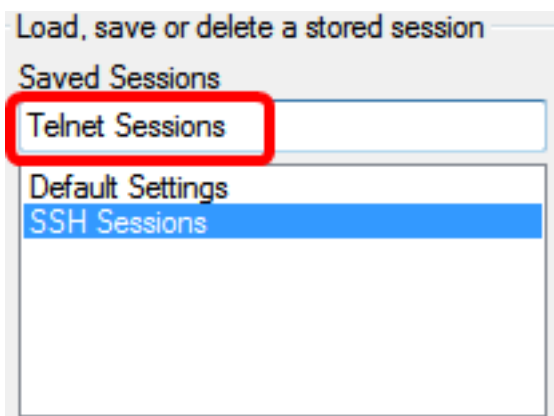 Load, save or delete a stored session
Saved Sessions
Telnet Sessions
Default Settings
SSH Sessions